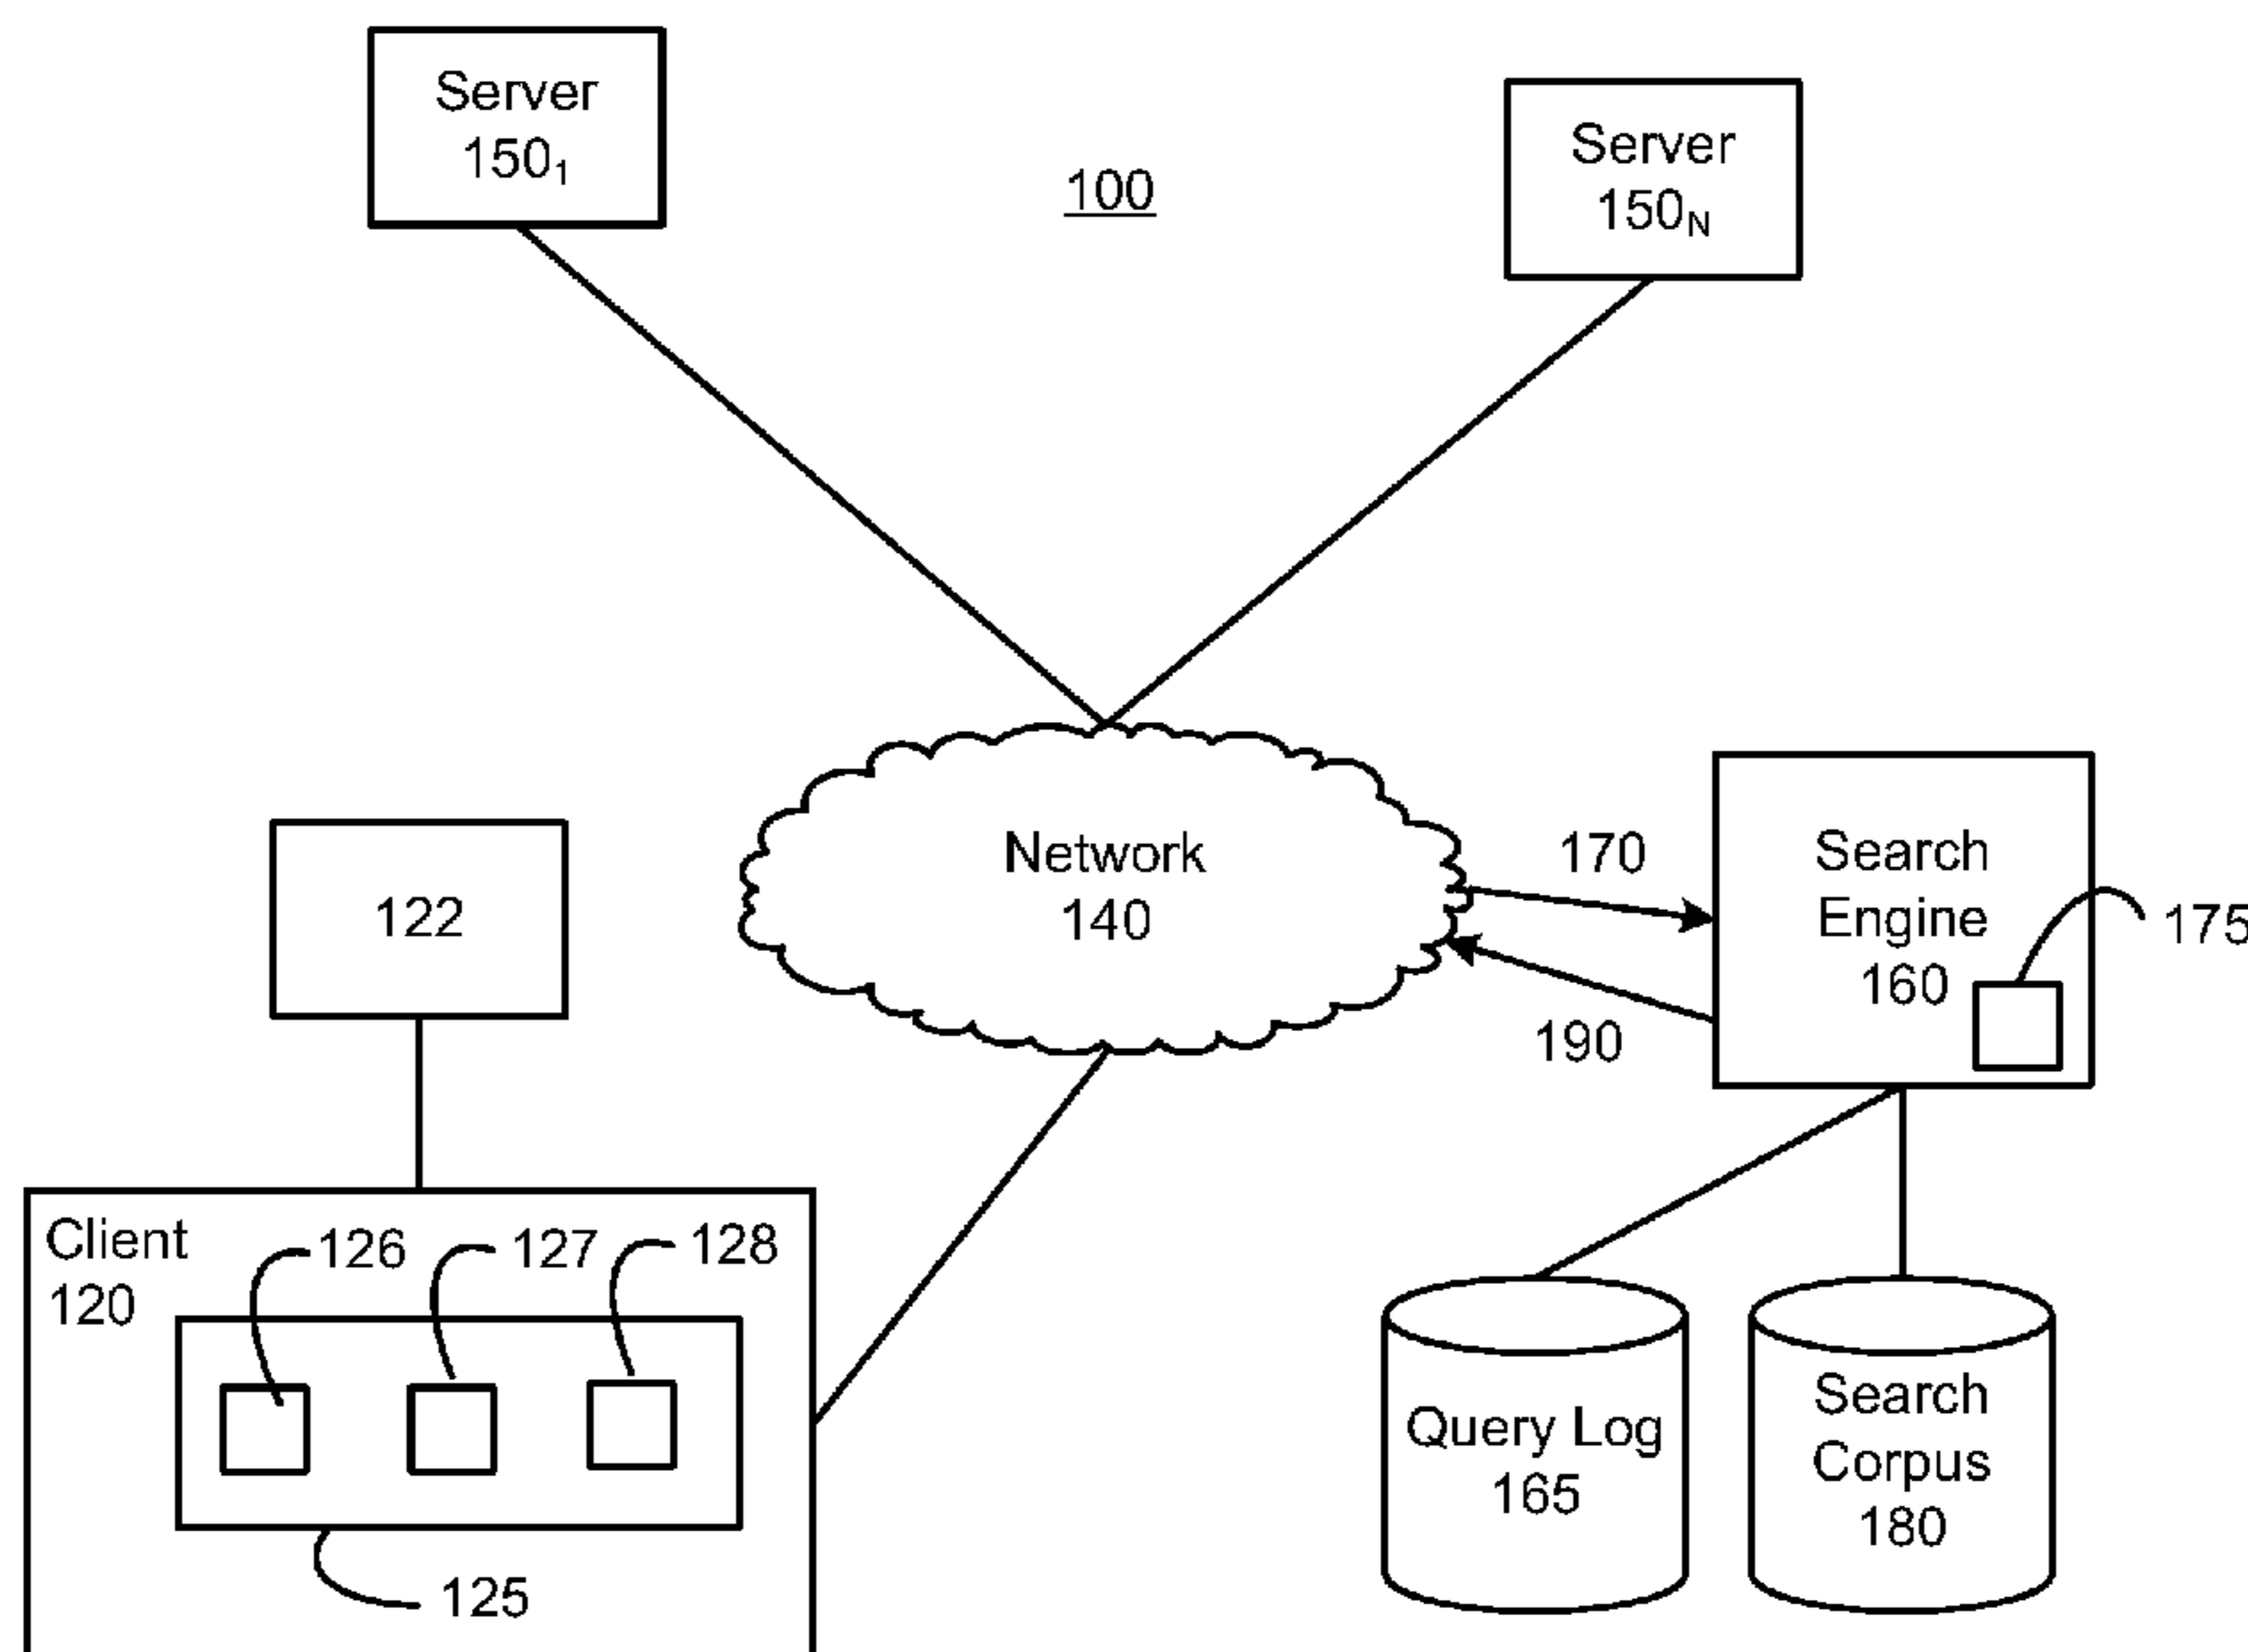 Server
150₁
100
Server
150N
Network
140
170
190
Search
Engine
160
175
122
Client
120
126
127
128
125
Query Log
165
Search
Corpus
180